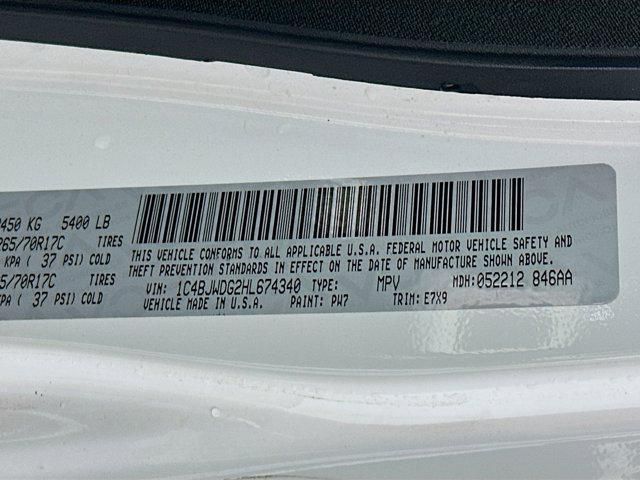 450 KG 5400 LB
265/70R17C TIRES
KPA ( 37 PSI) COLD
5/70R17C TIRES
KPA ( 37 PSI) COLD
THIS VEHICLE CONFORMS TO ALL APPLICABLE U.S.A. FEDERAL MOTOR VEHICLE SAFETY AND
THEFT PREVENTION STANDARDS IN EFFECT ON THE DATE OF MANUFACTURE SHOWN ABOVE.
VIN: 1C4BJWDG2HL674340 TYPE: MPV MDH: 052212 846AA
VEHICLE MADE IN U.S.A. PAINT: PW7 TRIM: E7X9